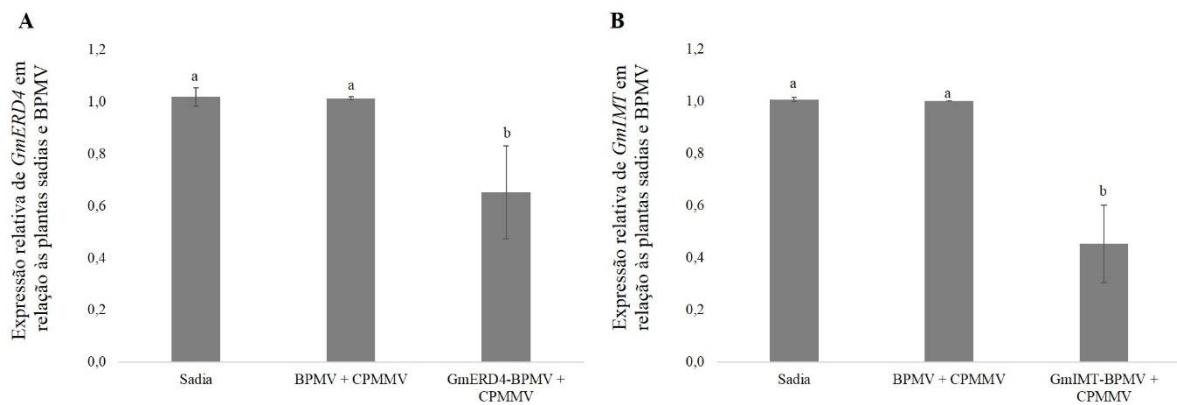 A
Expressão relativa de GmERD4 em
relação às plantas sadias e BPMV
1,2
1,0
0,8
0,6
0,4
0,2
0,0
a
a
b
Sadia
BPMV + CPMMV
GmERD4-BPMV +
CPMMV
B
Expressão relativa de GmIMT em
relação às plantas sadias e BPMV
1,2
1,0
0,8
0,6
0,4
0,2
0,0
a
a
b
Sadia
BPMV + CPMMV
GmIMT-BPMV +
CPMMV